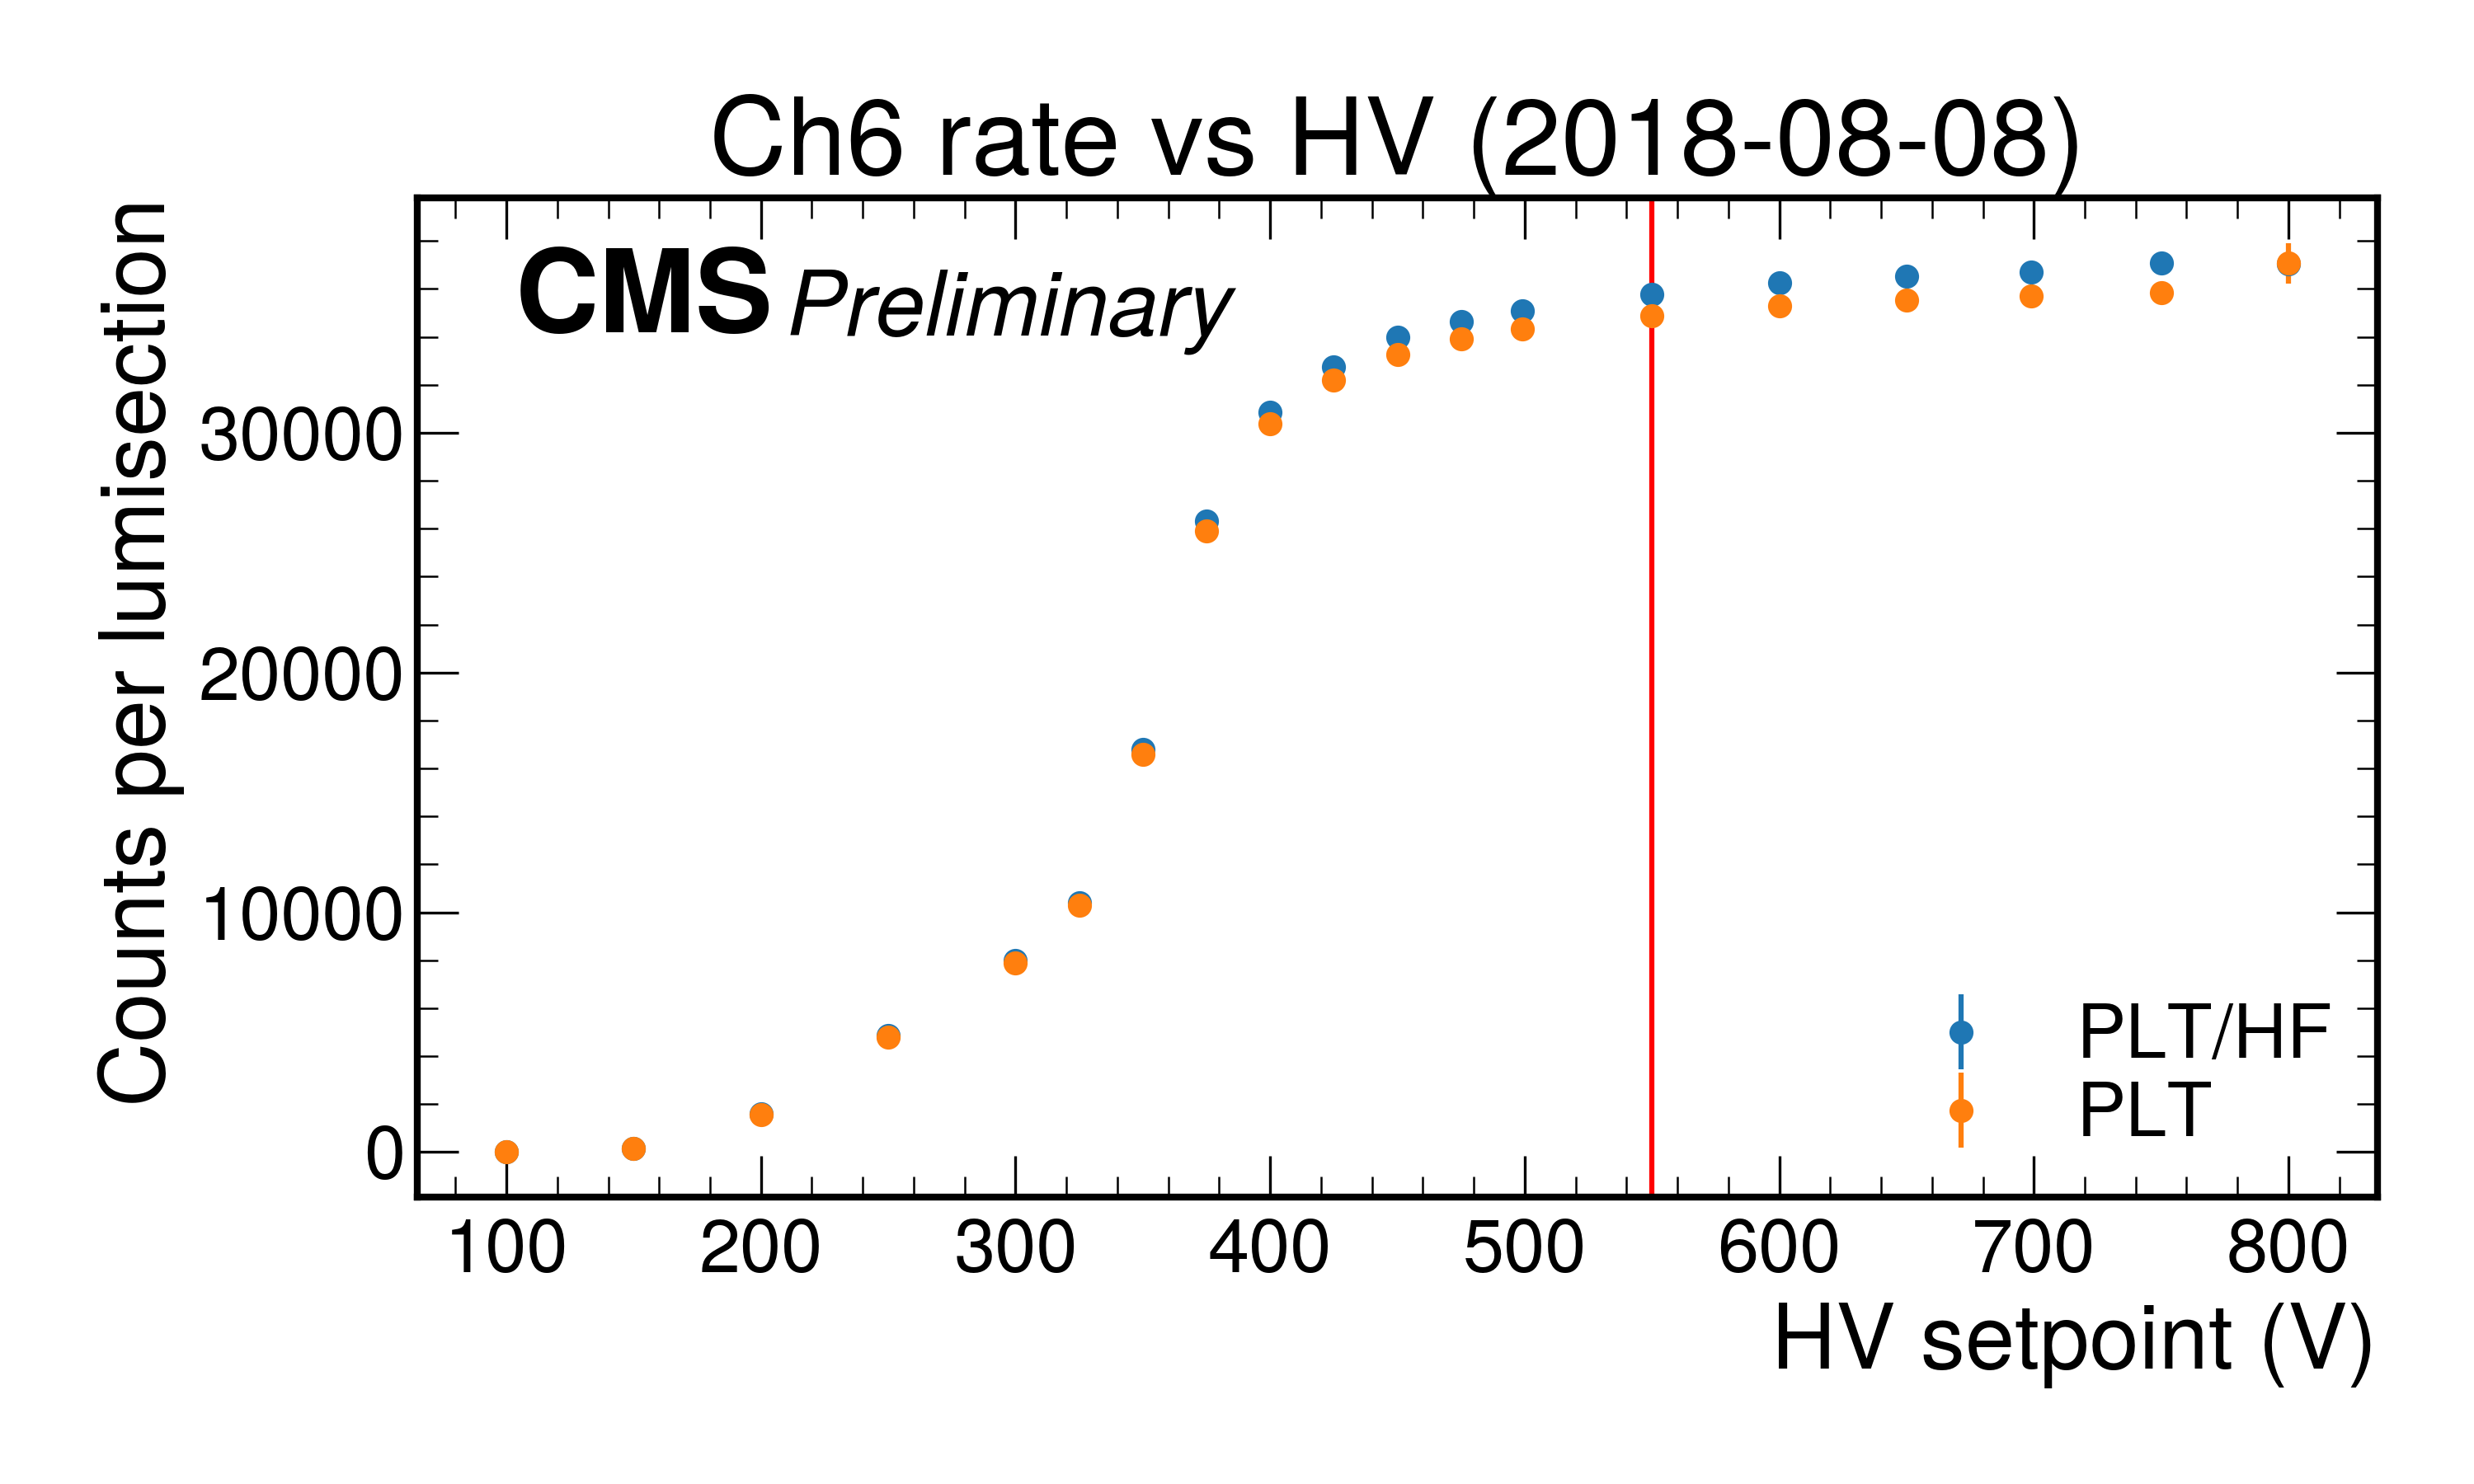 Ch6 rate vs HV (2018-08-08)
CMS Preliminary
Counts per lumisection
30000
20000
10000
0
PLT/HF
PLT
100 200 300 400 500 600 700 800
HV setpoint (V)